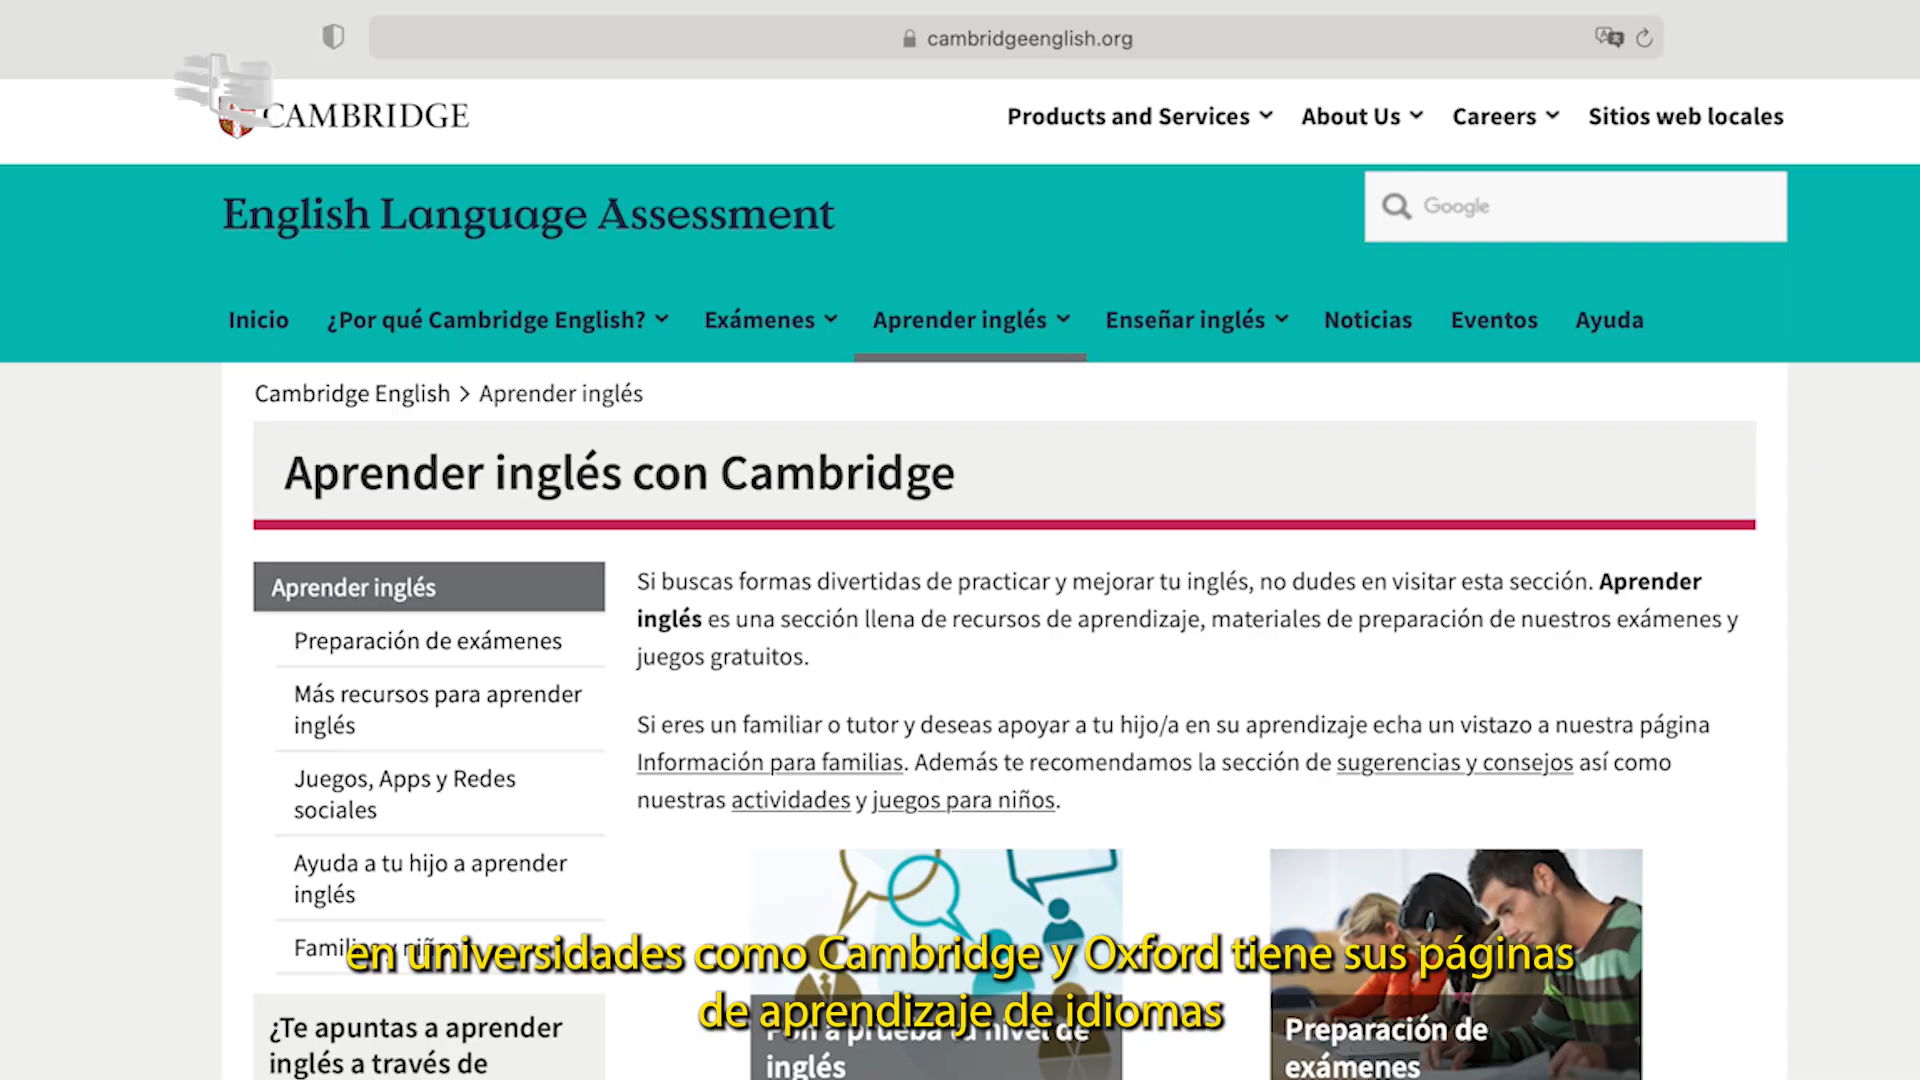 cambridgeenglish.org
CAMBRIDGE
Products and Services About Us Careers Sitios web locales
English Language Assessment
Google
Inicio ¿Por qué Cambridge English? Exámenes Aprender inglés Enseñar inglés Noticias Eventos Ayuda
Cambridge English > Aprender inglés
Aprender inglés con Cambridge
Aprender inglés
Preparación de exámenes
Más recursos para aprender
inglés
Juegos, Apps y Redes
sociales
Ayuda a tu hijo a aprender
inglés
Familias y niños
¿Te apuntas a aprender
inglés a través de
Si buscas formas divertidas de practicar y mejorar tu inglés, no dudes en visitar esta sección. Aprender
inglés es una sección llena de recursos de aprendizaje, materiales de preparación de nuestros exámenes y
juegos gratuitos.
Si eres un familiar o tutor y deseas apoyar a tu hijo/a en su aprendizaje echa un vistazo a nuestra página
Información para familias. Además te recomendamos la sección de sugerencias y consejos así como
nuestras actividades y juegos para niños.
Pon a prueba tu nivel de
inglés
Preparación de
exámenes
en universidades como Cambridge y Oxford tiene sus páginas
de aprendizaje de idiomas